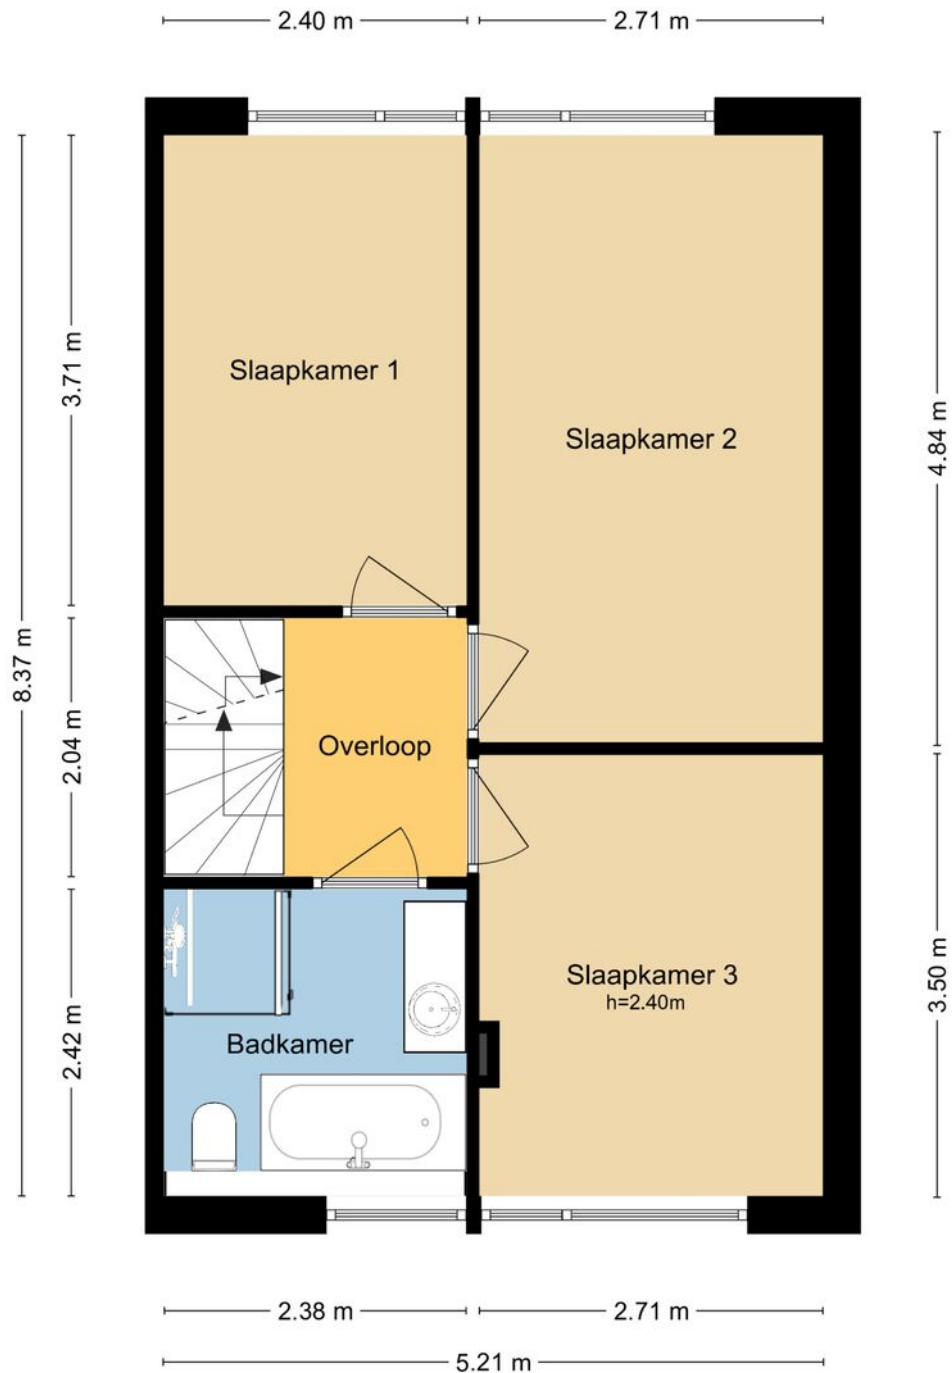 2.40 m
2.71 m
3.71 m
Slaapkamer 1
Slaapkamer 2
4.84 m
8.37 m
2.04 m
Overloop
Slaapkamer 3
h=2.40m
3.50 m
2.42 m
Badkamer
2.38 m
2.71 m
5.21 m